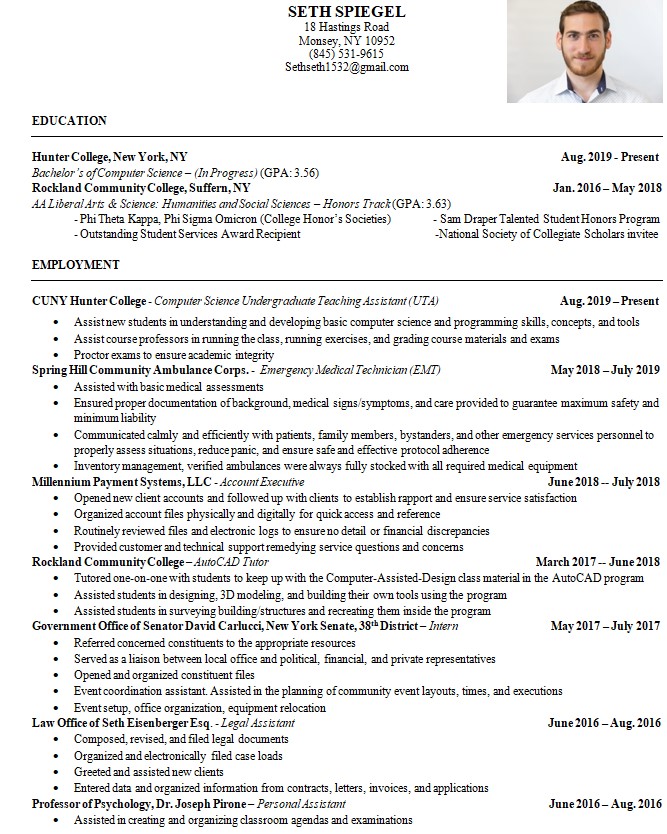 SETH SPIEGEL
18 Hastings Road
Monsey, NY 10952
(845) 531-9615
Sethseth1532@gmail.com
EDUCATION
Hunter College, New York, NY Aug. 2019 - Present
Bachelor's of Computer Science – (In Progress) (GPA: 3.56)
Rockland Community College, Suffern, NY Jan. 2016 – May 2018
AA Liberal Arts & Science: Humanities and Social Sciences – Honors Track (GPA: 3.63)
- Phi Theta Kappa, Phi Sigma Omicron (College Honor's Societies) - Sam Draper Talented Student Honors Program
- Outstanding Student Services Award Recipient -National Society of Collegiate Scholars invitee
EMPLOYMENT
CUNY Hunter College - Computer Science Undergraduate Teaching Assistant (UTA) Aug. 2019 – Present
• Assist new students in understanding and developing basic computer science and programming skills, concepts, and tools
• Assist course professors in running the class, running exercises, and grading course materials and exams
• Proctor exams to ensure academic integrity
Spring Hill Community Ambulance Corps. - Emergency Medical Technician (EMT) May 2018 – July 2019
• Assisted with basic medical assessments
• Ensured proper documentation of background, medical signs/symptoms, and care provided to guarantee maximum safety and
minimum liability
• Communicated calmly and efficiently with patients, family members, bystanders, and other emergency services personnel to
properly assess situations, reduce panic, and ensure safe and effective protocol adherence
• Inventory management, verified ambulances were always fully stocked with all required medical equipment
Millennium Payment Systems, LLC - Account Executive June 2018 -- July 2018
• Opened new client accounts and followed up with clients to establish rapport and ensure service satisfaction
• Organized account files physically and digitally for quick access and reference
• Routinely reviewed files and electronic logs to ensure no detail or financial discrepancies
• Provided customer and technical support remedying service questions and concerns
Rockland Community College – AutoCAD Tutor March 2017 -- June 2018
• Tutored one-on-one with students to keep up with the Computer-Assisted-Design class material in the AutoCAD program
• Assisted students in designing, 3D modeling, and building their own tools using the program
• Assisted students in surveying building/structures and recreating them inside the program
Government Office of Senator David Carlucci, New York Senate, 38th District – Intern May 2017 - July 2017
• Referred concerned constituents to the appropriate resources
• Served as a liaison between local office and political, financial, and private representatives
• Opened and organized constituent files
• Event coordination assistant. Assisted in the planning of community event layouts, times, and executions
• Event setup, office organization, equipment relocation
Law Office of Seth Eisenberger Esq. - Legal Assistant June 2016 – Aug. 2016
• Composed, revised, and filed legal documents
• Organized and electronically filed case loads
• Greeted and assisted new clients
• Entered data and organized information from contracts, letters, invoices, and applications
Professor of Psychology, Dr. Joseph Pirone – Personal Assistant June 2016 – Aug. 2016
• Assisted in creating and organizing classroom agendas and examinations